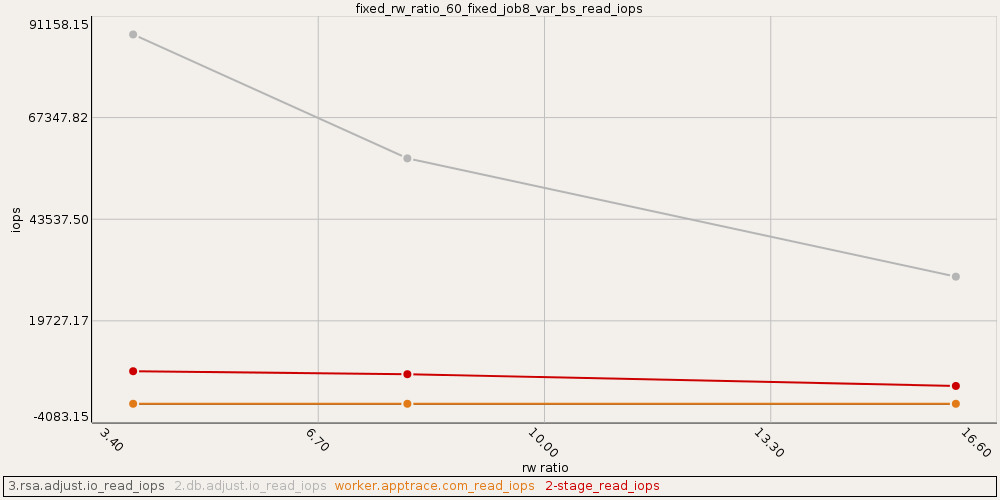 fixed_rw_ratio_60_fixed_job8_var_bs_read_iops
91158.15
67347.82
43537.50
19727.17
-4083.15
iops
3.40 6.70 10.00 13.30 16.60
rw ratio
3.rsa.adjust.io_read_iops 2.db.adjust.io_read_iops worker.apptrace.com_read_iops 2-stage_read_iops